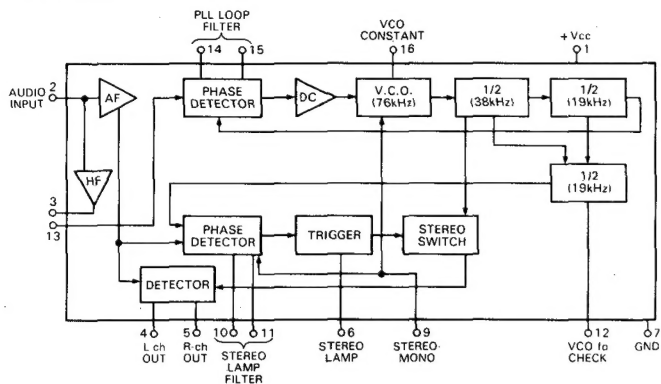 PLL LOOP
FILTER
14
15
VCO
CONSTANT
16
+Vcc
1
AUDIO
INPUT
2
AF
PHASE
DETECTOR
DC
V.C.O.
(76kHz)
1/2
(38kHz)
1/2
(19kHz)
HF
1/2
(19kHz)
3
13
PHASE
DETECTOR
TRIGGER
STEREO
SWITCH
DETECTOR
4
L ch
OUT
5
R·ch
OUT
10
11
STEREO
LAMP
FILTER
6
STEREO
LAMP
9
STEREO-
MONO
12
VCO fo
CHECK
7
GND